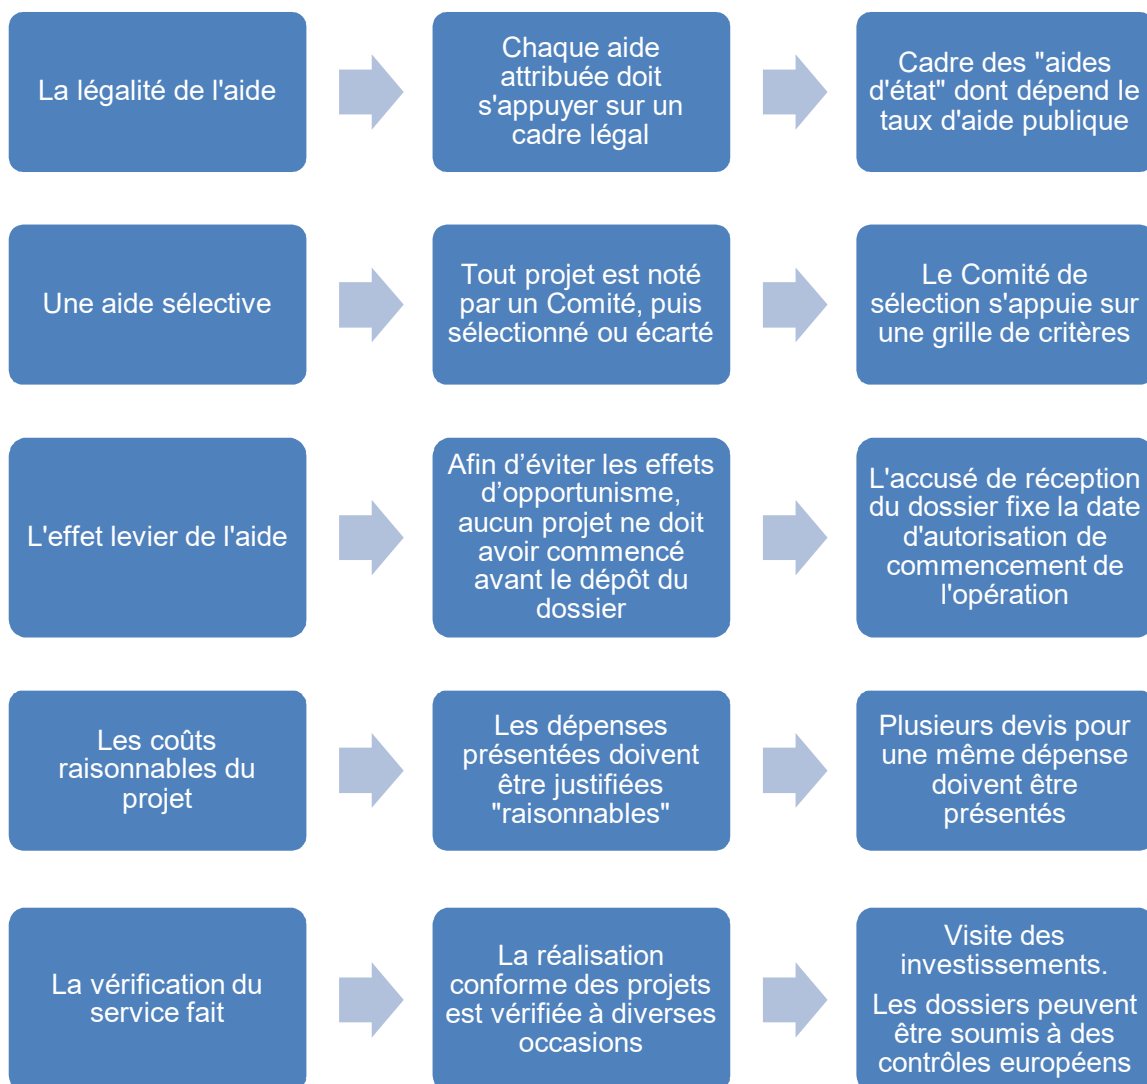 La légalité de l'aide
Chaque aide
attribuée doit
s'appuyer sur un
cadre légal
Cadre des "aides
d'état" dont dépend le
taux d'aide publique
Une aide sélective
Tout projet est noté
par un Comité, puis
sélectionné ou écarté
Le Comité de
sélection s'appuie sur
une grille de critères
L'effet levier de l'aide
Afin d’éviter les effets
d’opportunisme,
aucun projet ne doit
avoir commencé
avant le dépôt du
dossier
L'accusé de réception
du dossier fixe la date
d'autorisation de
commencement de
l'opération
Les coûts
raisonnables du
projet
Les dépenses
présentées doivent
être justifiées
"raisonnables"
Plusieurs devis pour
une même dépense
doivent être
présentés
La vérification du
service fait
La réalisation
conforme des projets
est vérifiée à diverses
occasions
Visite des
investissements.
Les dossiers peuvent
être soumis à des
contrôles européens